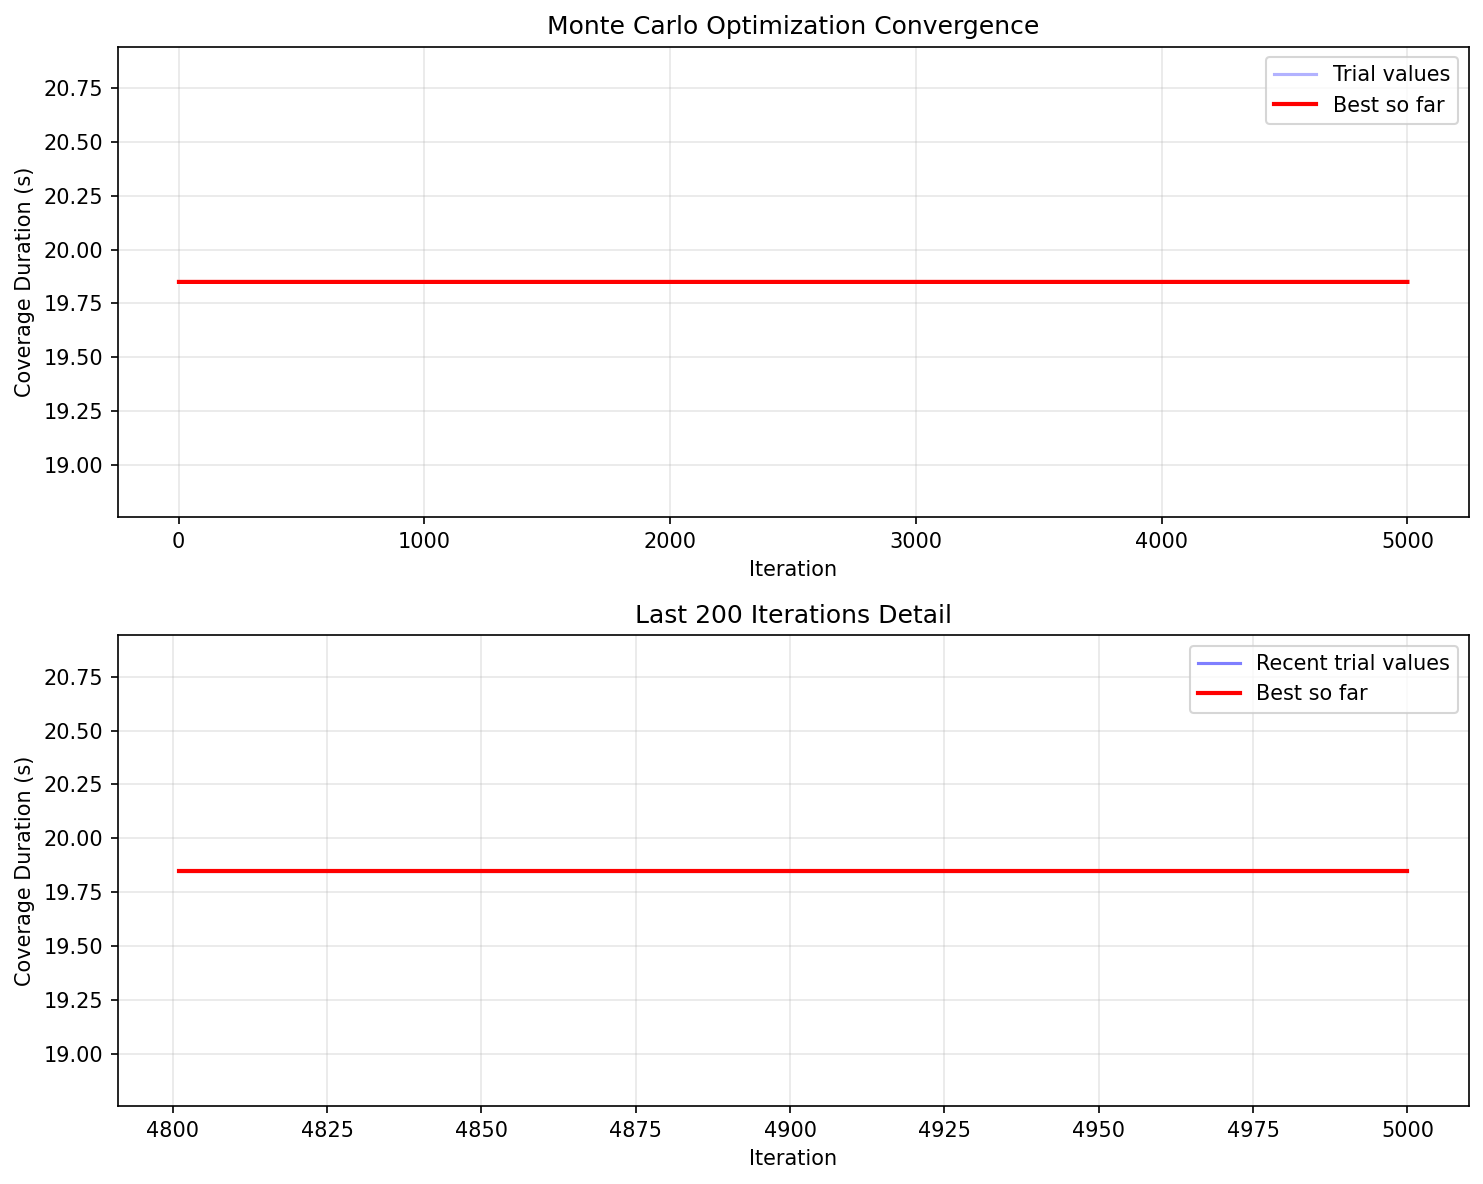 Monte Carlo Optimization Convergence
Trial values
Best so far
Coverage Duration (s)
20.75
20.50
20.25
20.00
19.75
19.50
19.25
19.00
0 1000 2000 3000 4000 5000
Iteration
Last 200 Iterations Detail
Recent trial values
Best so far
Coverage Duration (s)
20.75
20.50
20.25
20.00
19.75
19.50
19.25
19.00
4800 4825 4850 4875 4900 4925 4950 4975 5000
Iteration